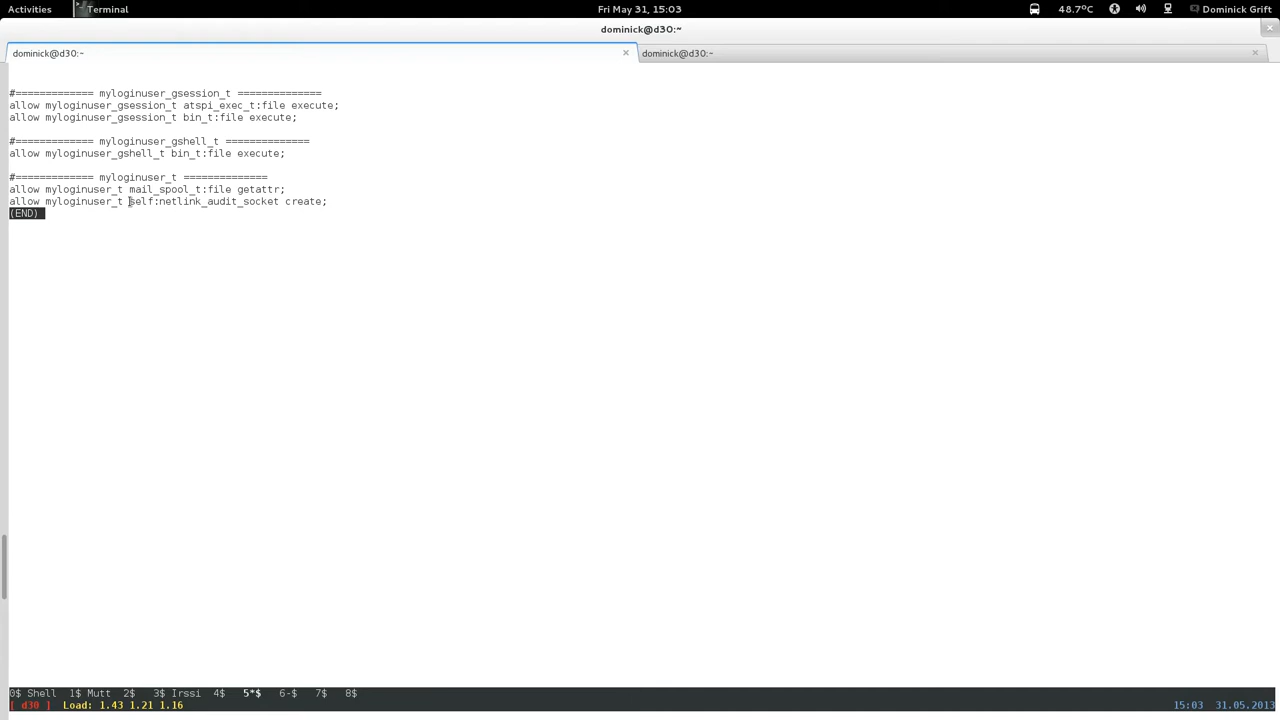 Activities Terminal Fri May 31, 15:03 48.7°C Dominick Grift
dominick@d30:~
dominick@d30:~ dominick@d30:~
#============= myloginuser_gsession_t ==============
allow myloginuser_gsession_t atspi_exec_t:file execute;
allow myloginuser_gsession_t bin_t:file execute;
#============= myloginuser_gshell_t ==============
allow myloginuser_gshell_t bin_t:file execute;
#============= myloginuser_t ==============
allow myloginuser_t mail_spool_t:file getattr;
allow myloginuser_t self:netlink_audit_socket create;
(END)
0$ Shell 1$ Mutt 2$ 3$ Irssi 4$ 5*$ 6-$ 7$ 8$
[ d30 ] Load: 1.43 1.21 1.16 15:03 31.05.2013